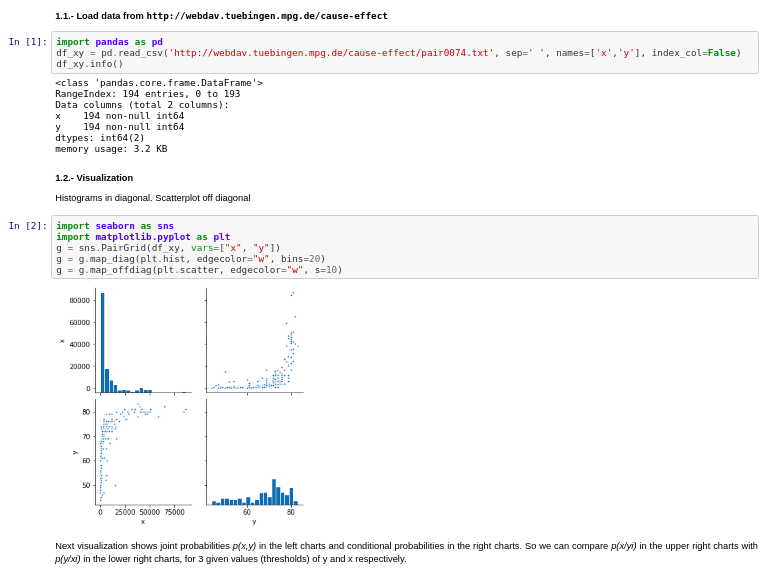 1.1.- Load data from http://webdav.tuebingen.mpg.de/cause-effect
In [1]: import pandas as pd
df_xy = pd.read_csv('http://webdav.tuebingen.mpg.de/cause-effect/pair0074.txt', sep=' ', names=['x','y'], index_col=False)
df_xy.info()
<class 'pandas.core.frame.DataFrame'>
RangeIndex: 194 entries, 0 to 193
Data columns (total 2 columns):
x    194 non-null int64
y    194 non-null int64
dtypes: int64(2)
memory usage: 3.2 KB
1.2.- Visualization
Histograms in diagonal. Scatterplot off diagonal
In [2]: import seaborn as sns
import matplotlib.pyplot as plt
g = sns.PairGrid(df_xy, vars=["x", "y"])
g = g.map_diag(plt.hist, edgecolor="w", bins=20)
g = g.map_offdiag(plt.scatter, edgecolor="w", s=10)
80000
60000
x
40000
20000
0
80
70
y
60
50
0 25000 50000 75000 60 80
x y
Next visualization shows joint probabilities p(x,y) in the left charts and conditional probabilities in the right charts. So we can compare p(x/yi) in the upper right charts with
p(y/xi) in the lower right charts, for 3 given values (thresholds) of y and x respectively.